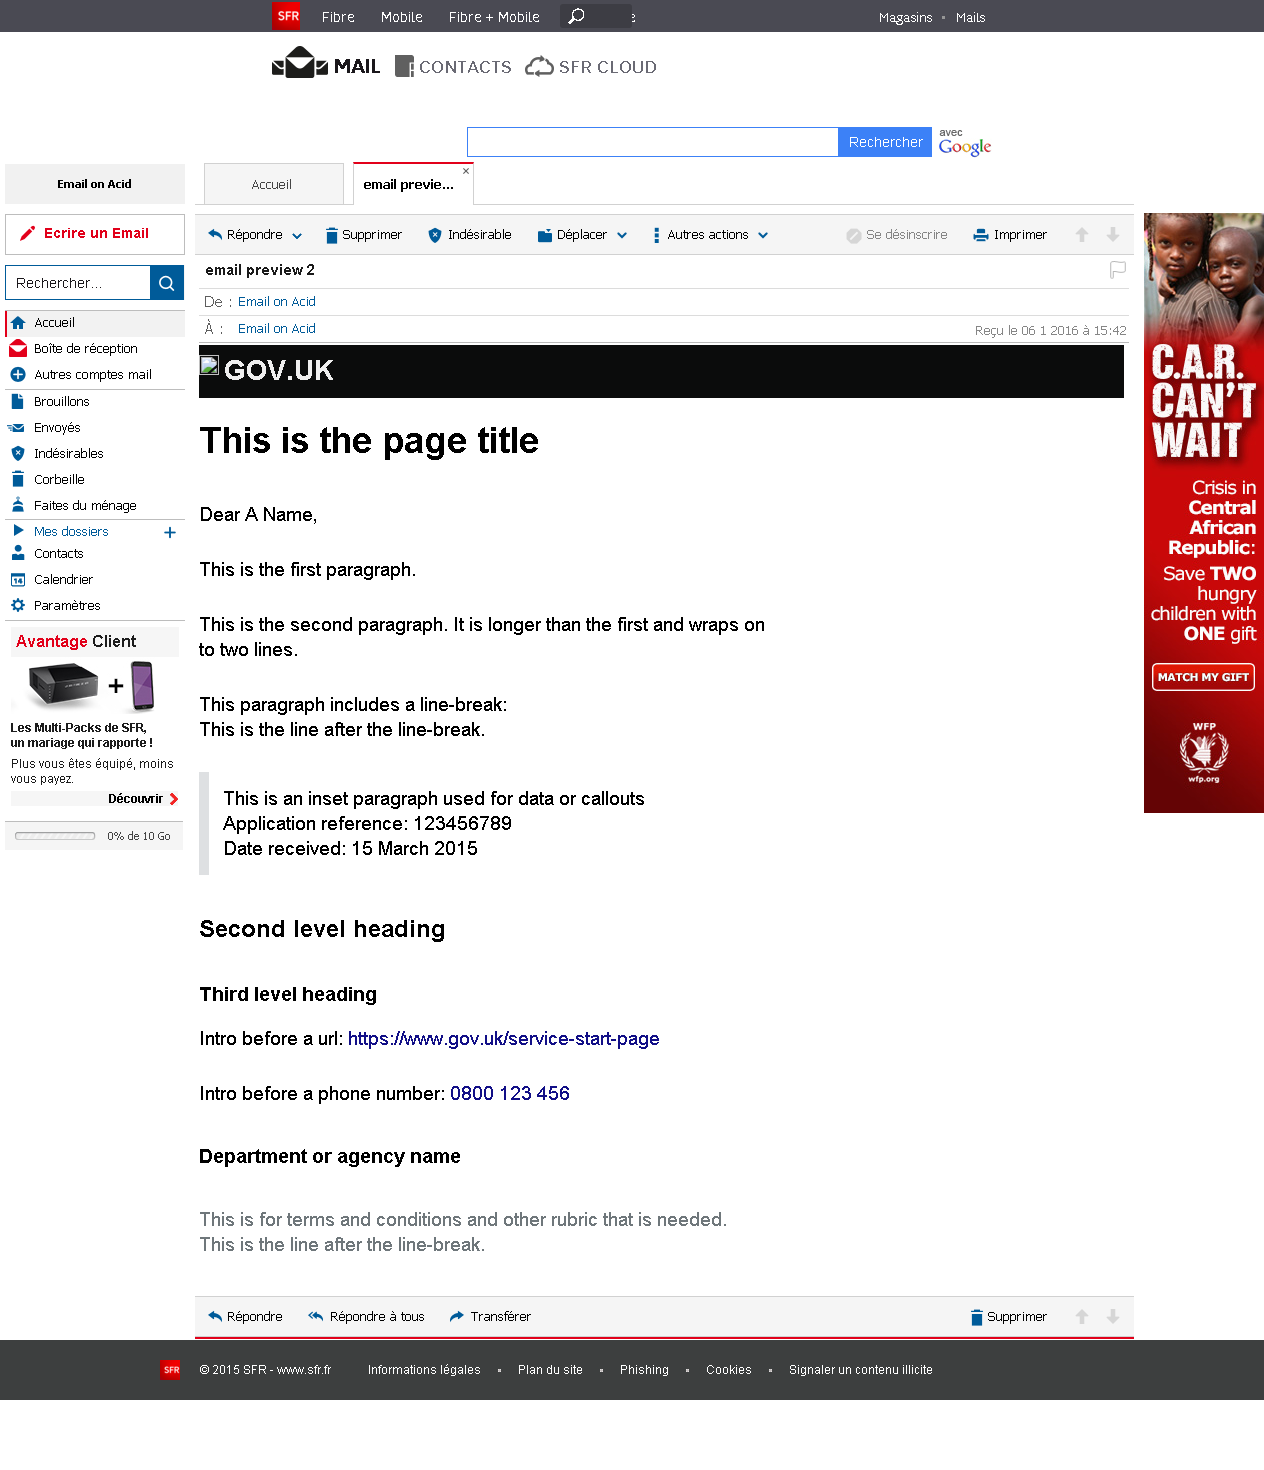 SFR Fibre Mobile Fibre + Mobile Magasins • Mails
MAIL CONTACTS SFR CLOUD
Rechercher avec Google
Email on Acid
Accueil
email previe... ×
Ecrire un Email
Rechercher...
Accueil
Boîte de réception
Autres comptes mail
Brouillons
Envoyés
Indésirables
Corbeille
Faites du ménage
Mes dossiers +
Contacts
14 Calendrier
Paramètres
Avantage Client
+
Les Multi-Packs de SFR,
un mariage qui rapporte !
Plus vous êtes équipé, moins
vous payez.
Découvrir
0% de 10 Go
Répondre Supprimer Indésirable Déplacer Autres actions Se désinscrire Imprimer
email preview 2
De : Email on Acid
À : Email on Acid Reçu le 06 1 2016 à 15:42
GOV.UK
This is the page title
Dear A Name,
This is the first paragraph.
This is the second paragraph. It is longer than the first and wraps on
to two lines.
This paragraph includes a line-break:
This is the line after the line-break.
This is an inset paragraph used for data or callouts
Application reference: 123456789
Date received: 15 March 2015
Second level heading
Third level heading
Intro before a url: https://www.gov.uk/service-start-page
Intro before a phone number: 0800 123 456
Department or agency name
This is for terms and conditions and other rubric that is needed.
This is the line after the line-break.
Répondre Répondre à tous Transférer Supprimer
C.A.R.
CAN'T
WAIT
Crisis in
Central
African
Republic:
Save TWO
hungry
children with
ONE gift
MATCH MY GIFT
WFP
wfp.org
SFR © 2015 SFR - www.sfr.fr Informations légales • Plan du site • Phishing • Cookies • Signaler un contenu illicite